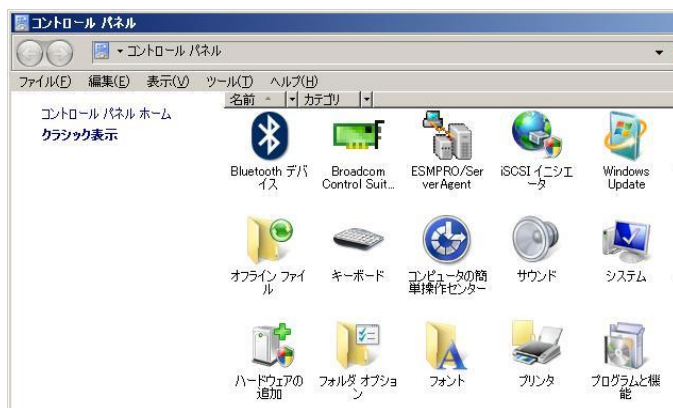 コントロール パネル
コントロール パネル
ファイル(F) 編集(E) 表示(V) ツール(T) ヘルプ(H)
コントロール パネル ホーム
クラシック表示
名前 カテゴリ
Bluetooth デバ
イス
Broadcom
Control Suit...
ESMPRO/Ser
verAgent
iSCSI イニシエ
ータ
Windows
Update
オフライン ファイ
ル
キーボード
コンピュータの簡
単操作センター
サウンド
システム
ハードウェアの
追加
フォルダ オプショ
ン
フォント
プリンタ
プログラムと機
能